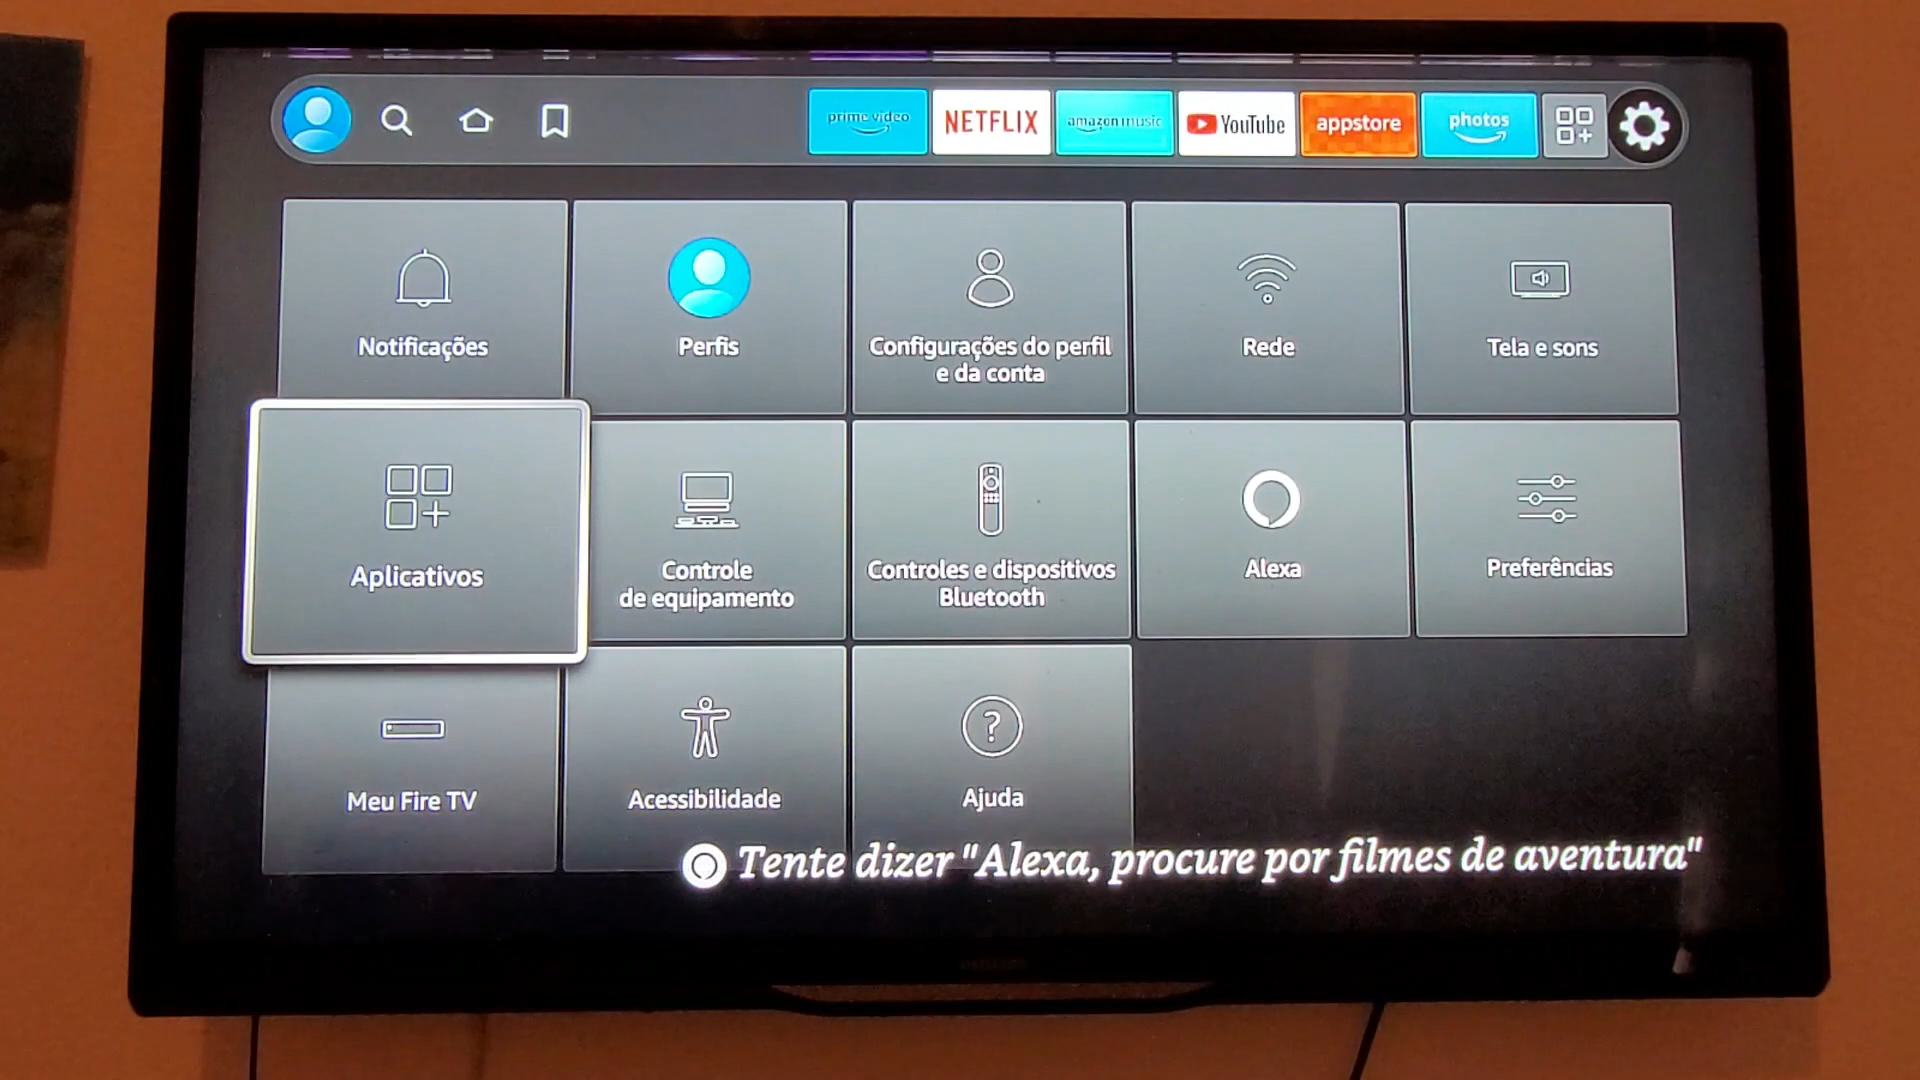 prime video
NETFLIX
amazon music
YouTube
appstore
photos
Notificações
Perfis
Configurações do perfil
e da conta
Rede
Tela e sons
Aplicativos
Controle
de equipamento
Controles e dispositivos
Bluetooth
Alexa
Preferências
Meu Fire TV
Acessibilidade
Ajuda
Tente dizer "Alexa, procure por filmes de aventura"